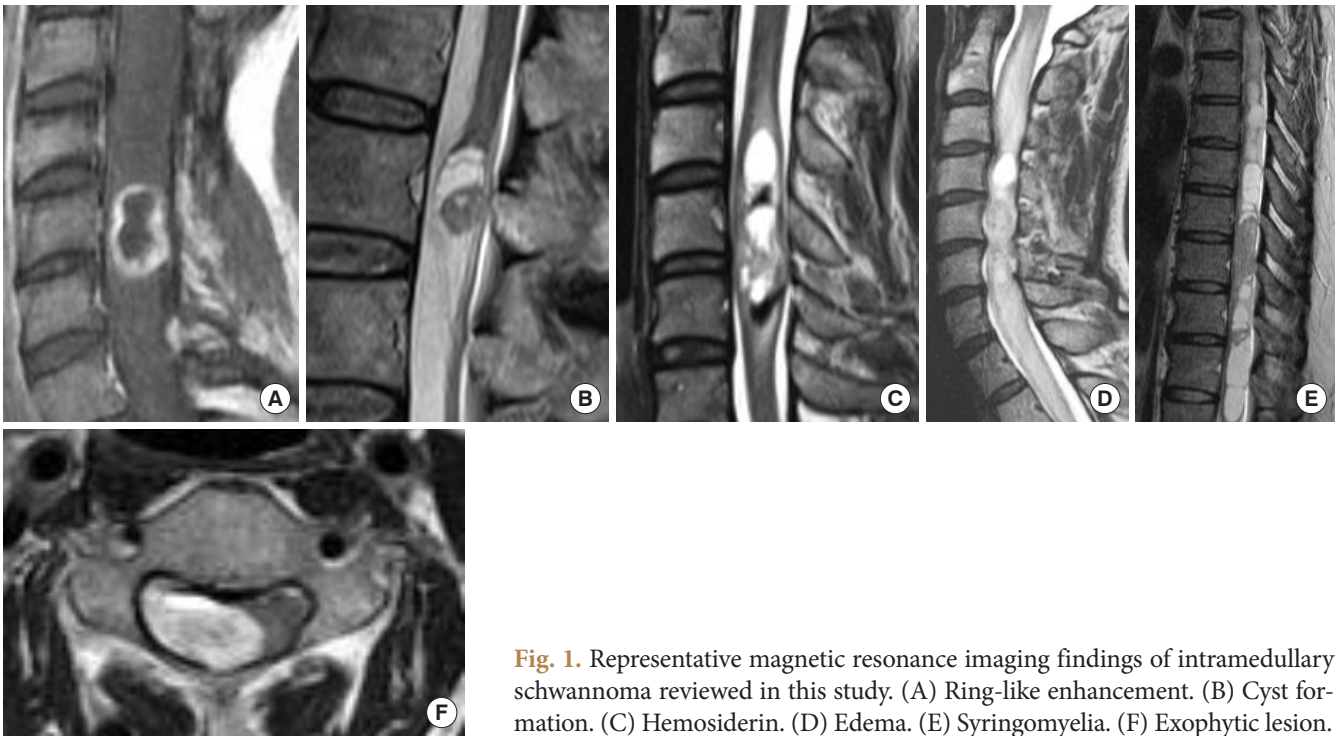 A
B
C
D
E
F
Fig. 1. Representative magnetic resonance imaging findings of intramedullary
schwannoma reviewed in this study. (A) Ring-like enhancement. (B) Cyst for-
mation. (C) Hemosiderin. (D) Edema. (E) Syringomyelia. (F) Exophytic lesion.